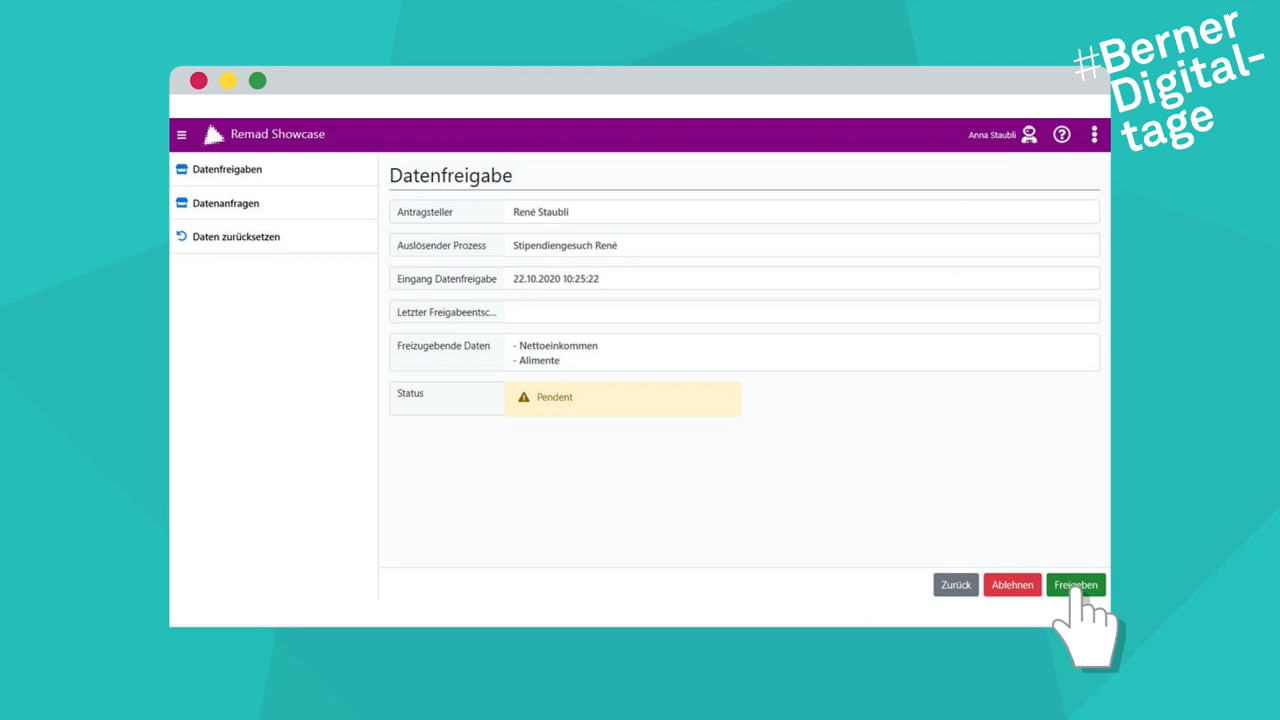 #Berner
Digital-
tage
Remad Showcase
Anna Staubli
Datenfreigaben
Datenanfragen
Daten zurücksetzen
Datenfreigabe
Antragsteller René Staubli
Auslösender Prozess Stipendiengesuch René
Eingang Datenfreigabe 22.10.2020 10:25:22
Letzter Freigabeentsc...
Freizugebende Daten - Nettoeinkommen
- Alimente
Status Pendent
Zurück Ablehnen Freigeben